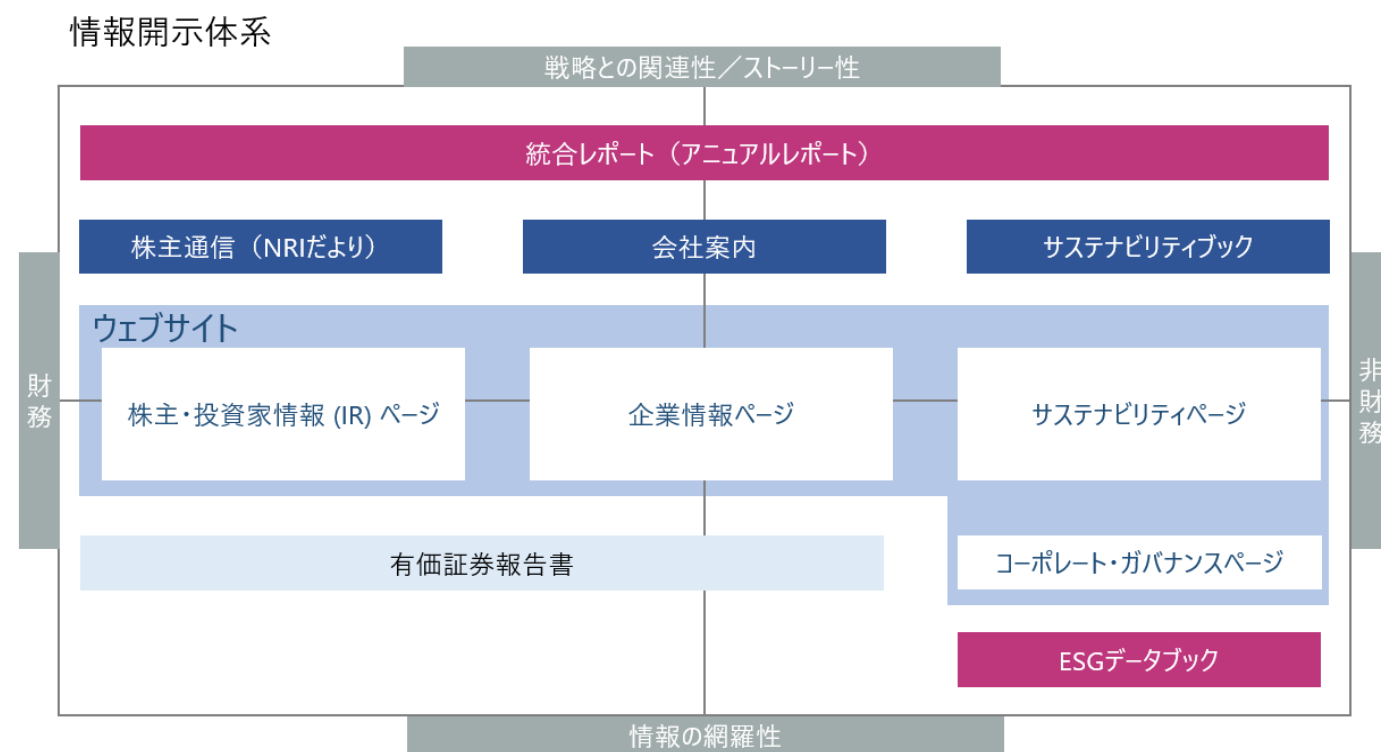 情報開示体系
戦略との関連性／ストーリー性
統合レポート（アニュアルレポート）
株主通信（NRIだより）
会社案内
サステナビリティブック
ウェブサイト
財務
株主・投資家情報 (IR) ページ
企業情報ページ
サステナビリティページ
非財務
有価証券報告書
コーポレート・ガバナンスページ
ESGデータブック
情報の網羅性